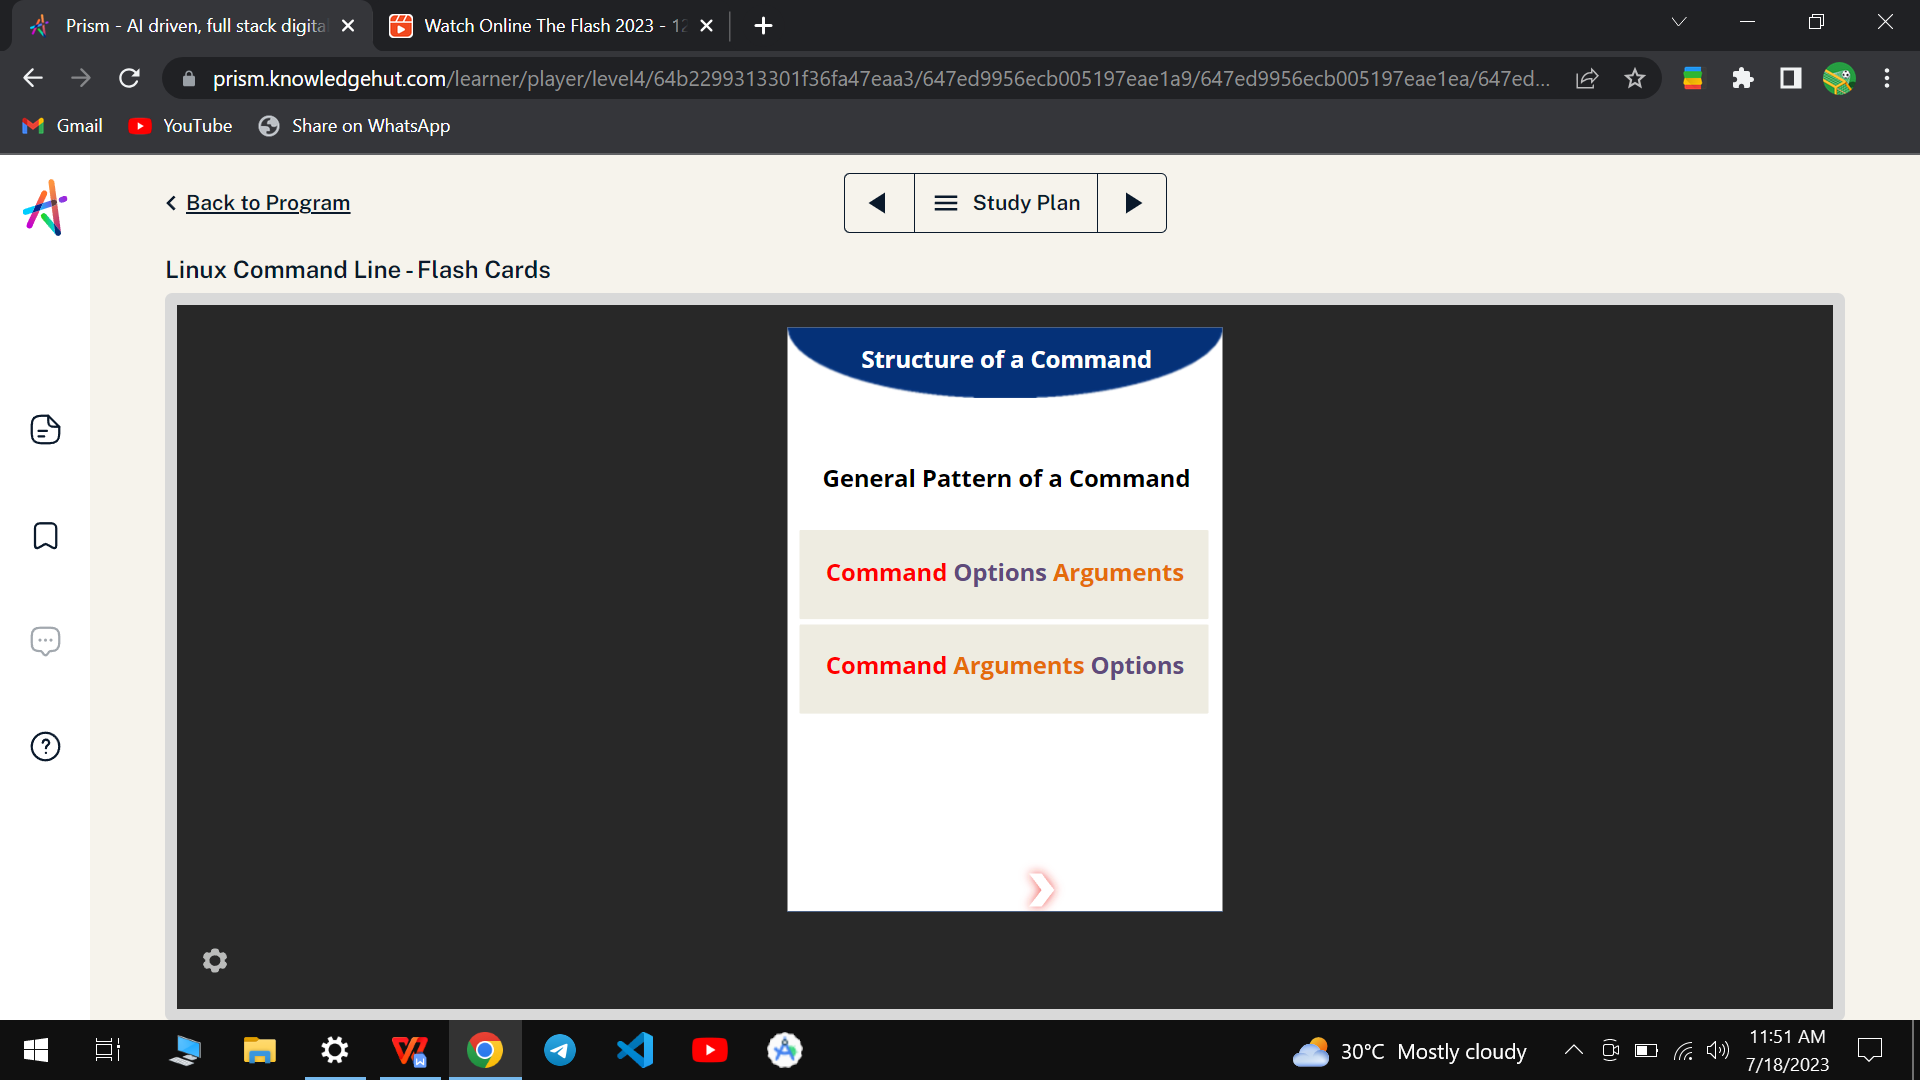 Prism - AI driven, full stack digita
Watch Online The Flash 2023 - 12
prism.knowledgehut.com/learner/player/level4/64b2299313301f36fa47eaa3/647ed9956ecb005197eae1a9/647ed9956ecb005197eae1ea/647ed...
Gmail
YouTube
Share on WhatsApp
Back to Program
Study Plan
Linux Command Line - Flash Cards
Structure of a Command
General Pattern of a Command
Command Options Arguments
Command Arguments Options
30°C Mostly cloudy
11:51 AM
7/18/2023